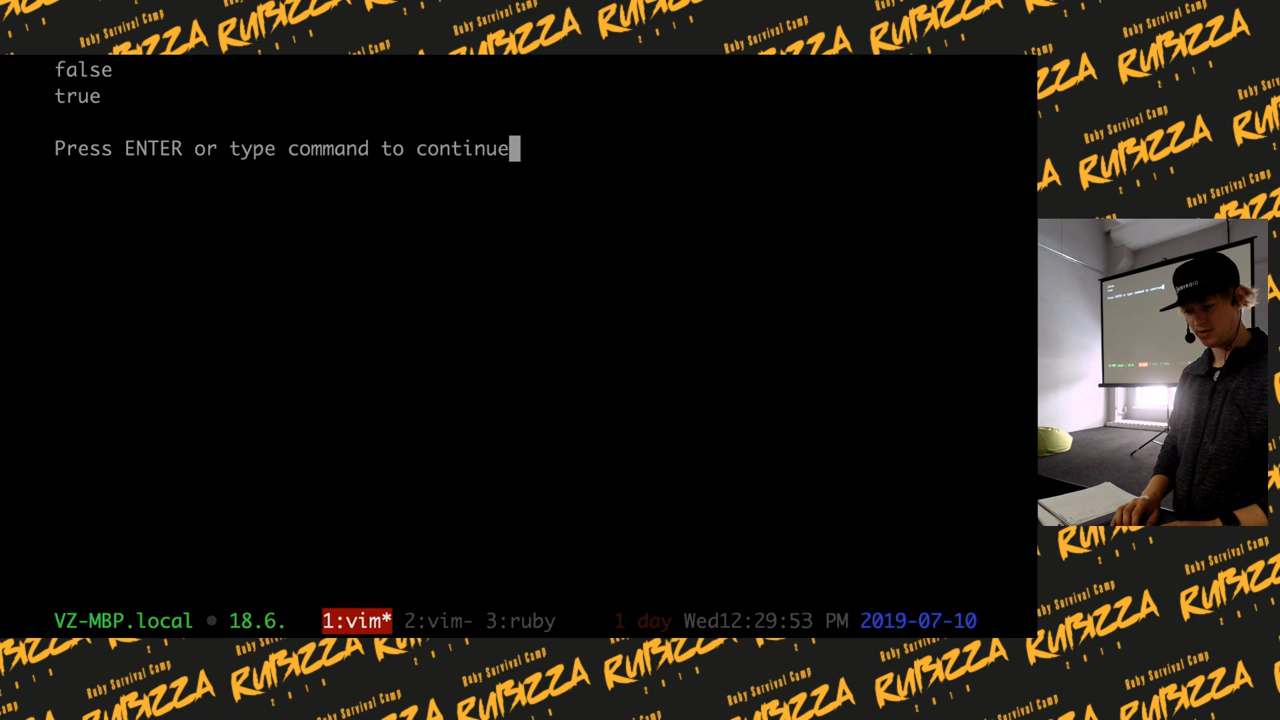 false
true
Press ENTER or type command to continue
VZ-MBP.local • 18.6. 1:vim* 2:vim- 3:ruby 1 day Wed12:29:53 PM 2019-07-10
Ruby Survival Camp
RUBIZZA
2019